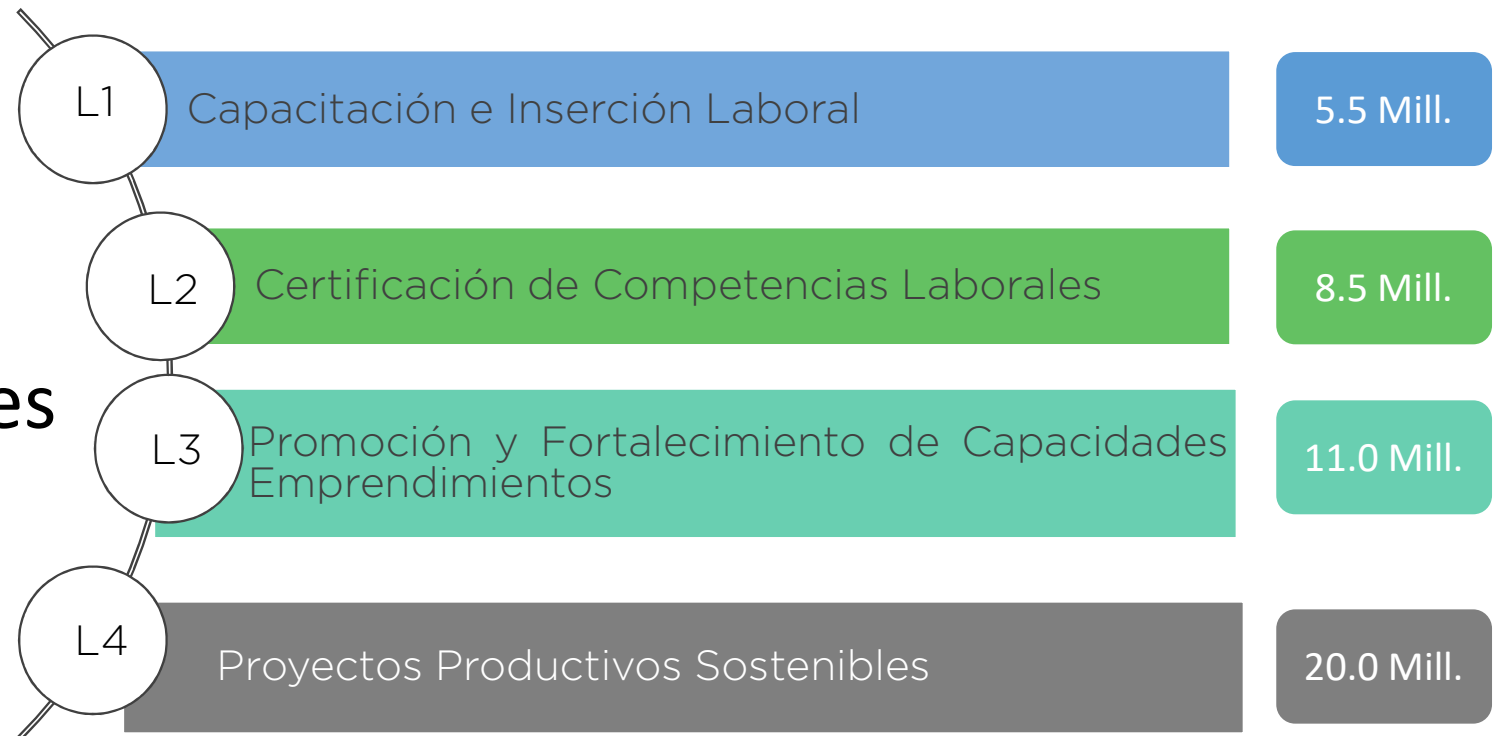 L1
Capacitación e Inserción Laboral
5.5 Mill.
L2
Certificación de Competencias Laborales
8.5 Mill.
es
L3
Promoción y Fortalecimiento de Capacidades
Emprendimientos
11.0 Mill.
L4
Proyectos Productivos Sostenibles
20.0 Mill.